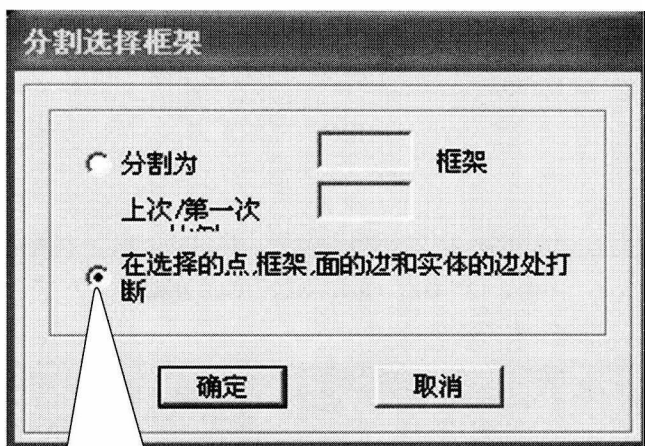 分割选择框架
分割为 框架
上次/第一次
在选择的点,框架,面的边和实体的边处打
断
确定 取消